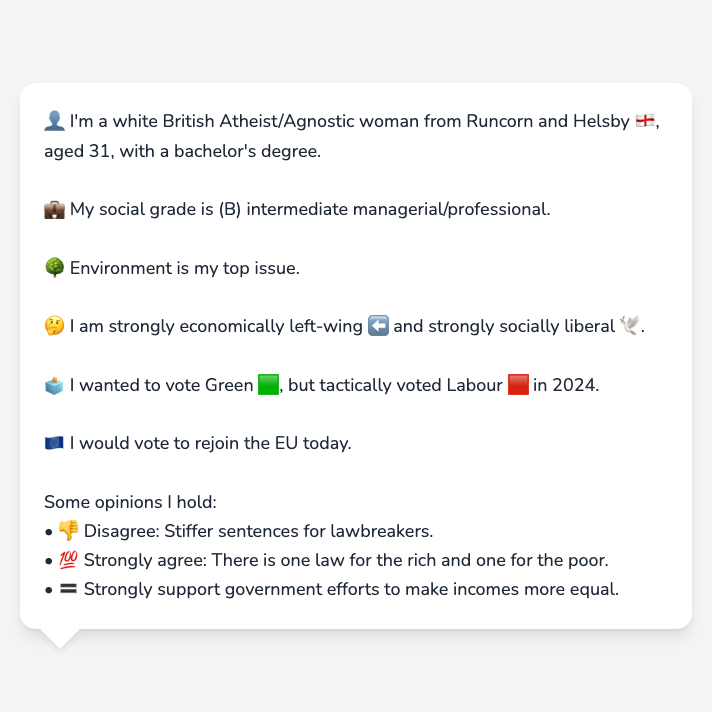 👤 I'm a white British Atheist/Agnostic woman from Runcorn and Helsby 🏴󠁧󠁢󠁥󠁮󠁧󠁿,
aged 31, with a bachelor's degree.
💼 My social grade is (B) intermediate managerial/professional.
🌳 Environment is my top issue.
🤔 I am strongly economically left-wing ⬅️ and strongly socially liberal 🕊️.
🗳️ I wanted to vote Green 🟩, but tactically voted Labour 🟥 in 2024.
🇪🇺 I would vote to rejoin the EU today.
Some opinions I hold:
• 👎 Disagree: Stiffer sentences for lawbreakers.
• 💯 Strongly agree: There is one law for the rich and one for the poor.
• 🟰 Strongly support government efforts to make incomes more equal.